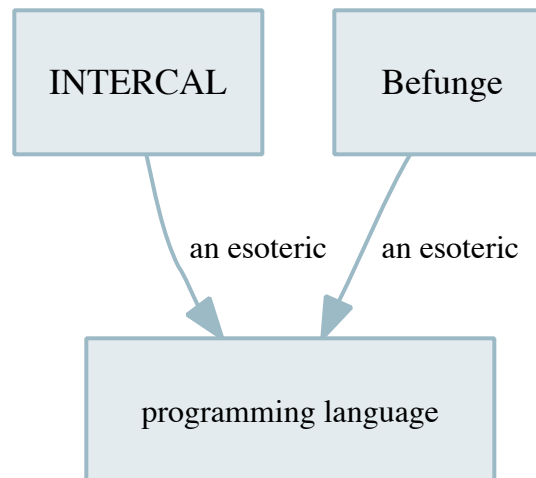 INTERCAL
Befunge
an esoteric
an esoteric
programming language